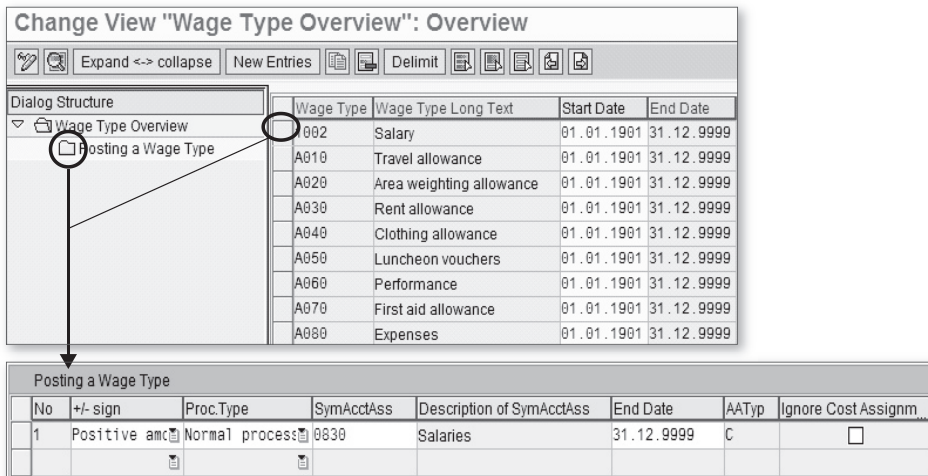 Change View "Wage Type Overview": Overview
Expand <-> collapse New Entries Delimit
Dialog Structure
Wage Type Overview
Posting a Wage Type
Wage Type Wage Type Long Text Start Date End Date
002 Salary 01.01.1901 31.12.9999
A010 Travel allowance 01.01.1901 31.12.9999
A020 Area weighting allowance 01.01.1901 31.12.9999
A030 Rent allowance 01.01.1901 31.12.9999
A040 Clothing allowance 01.01.1901 31.12.9999
A050 Luncheon vouchers 01.01.1901 31.12.9999
A060 Performance 01.01.1901 31.12.9999
A070 First aid allowance 01.01.1901 31.12.9999
A080 Expenses 01.01.1901 31.12.9999
Posting a Wage Type
No +/- sign Proc.Type SymAcctAss Description of SymAcctAss End Date AATyp Ignore Cost Assignm...
1 Positive amo Normal process 0830 Salaries 31.12.9999 C